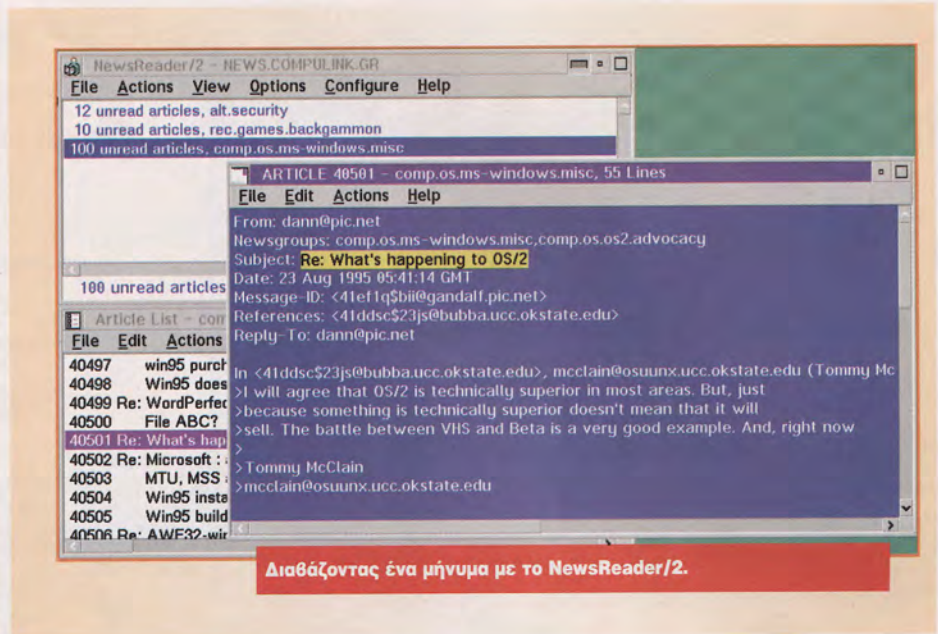 NewsReader/2 - NEWS.COMPULINK.GR
File Actions View Options Configure Help
12 unread articles, alt.security
10 unread articles, rec.games.backgammon
100 unread articles, comp.os.ms-windows.misc
100 unread articles
ARTICLE 40501 - comp.os.ms-windows.misc, 55 Lines
File Edit Actions Help
From: dann@pic.net
Newsgroups: comp.os.ms-windows.misc,comp.os.os2.advocacy
Subject: Re: What's happening to OS/2
Date: 23 Aug 1995 05:41:14 GMT
Message-ID: <41ef1q$bii@gandalf.pic.net>
References: <41ddsc$23js@bubba.ucc.okstate.edu>
Reply-To: dann@pic.net
In <41ddsc$23js@bubba.ucc.okstate.edu>, mcclain@osuunx.ucc.okstate.edu (Tommy Mc
>I will agree that OS/2 is technically superior in most areas. But, just
>because something is technically superior doesn't mean that it will
>sell. The battle between VHS and Beta is a very good example. And, right now
>
>Tommy McClain
>mcclain@osuunx.ucc.okstate.edu
Article List - com
File Edit Actions
40497 win95 purch
40498 Win95 does
40499 Re: WordPerfec
40500 File ABC?
40501 Re: What's hap
40502 Re: Microsoft :
40503 MTU, MSS
40504 Win95 insta
40505 Win95 build
40506 Re: AWE32-wir
Διαβάζοντας ένα μήνυμα με το NewsReader/2.